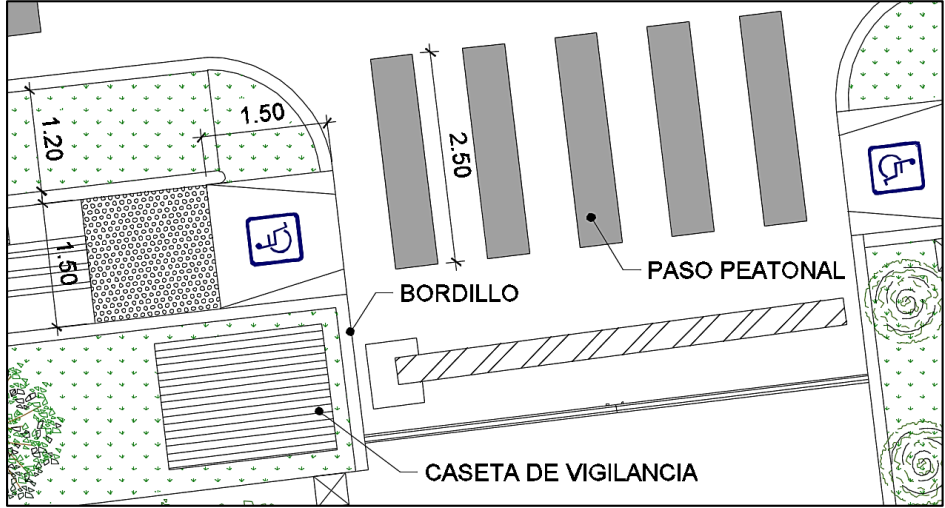 1.50
1.20
2.50
1.50
PASO PEATONAL
BORDILLO
CASETA DE VIGILANCIA